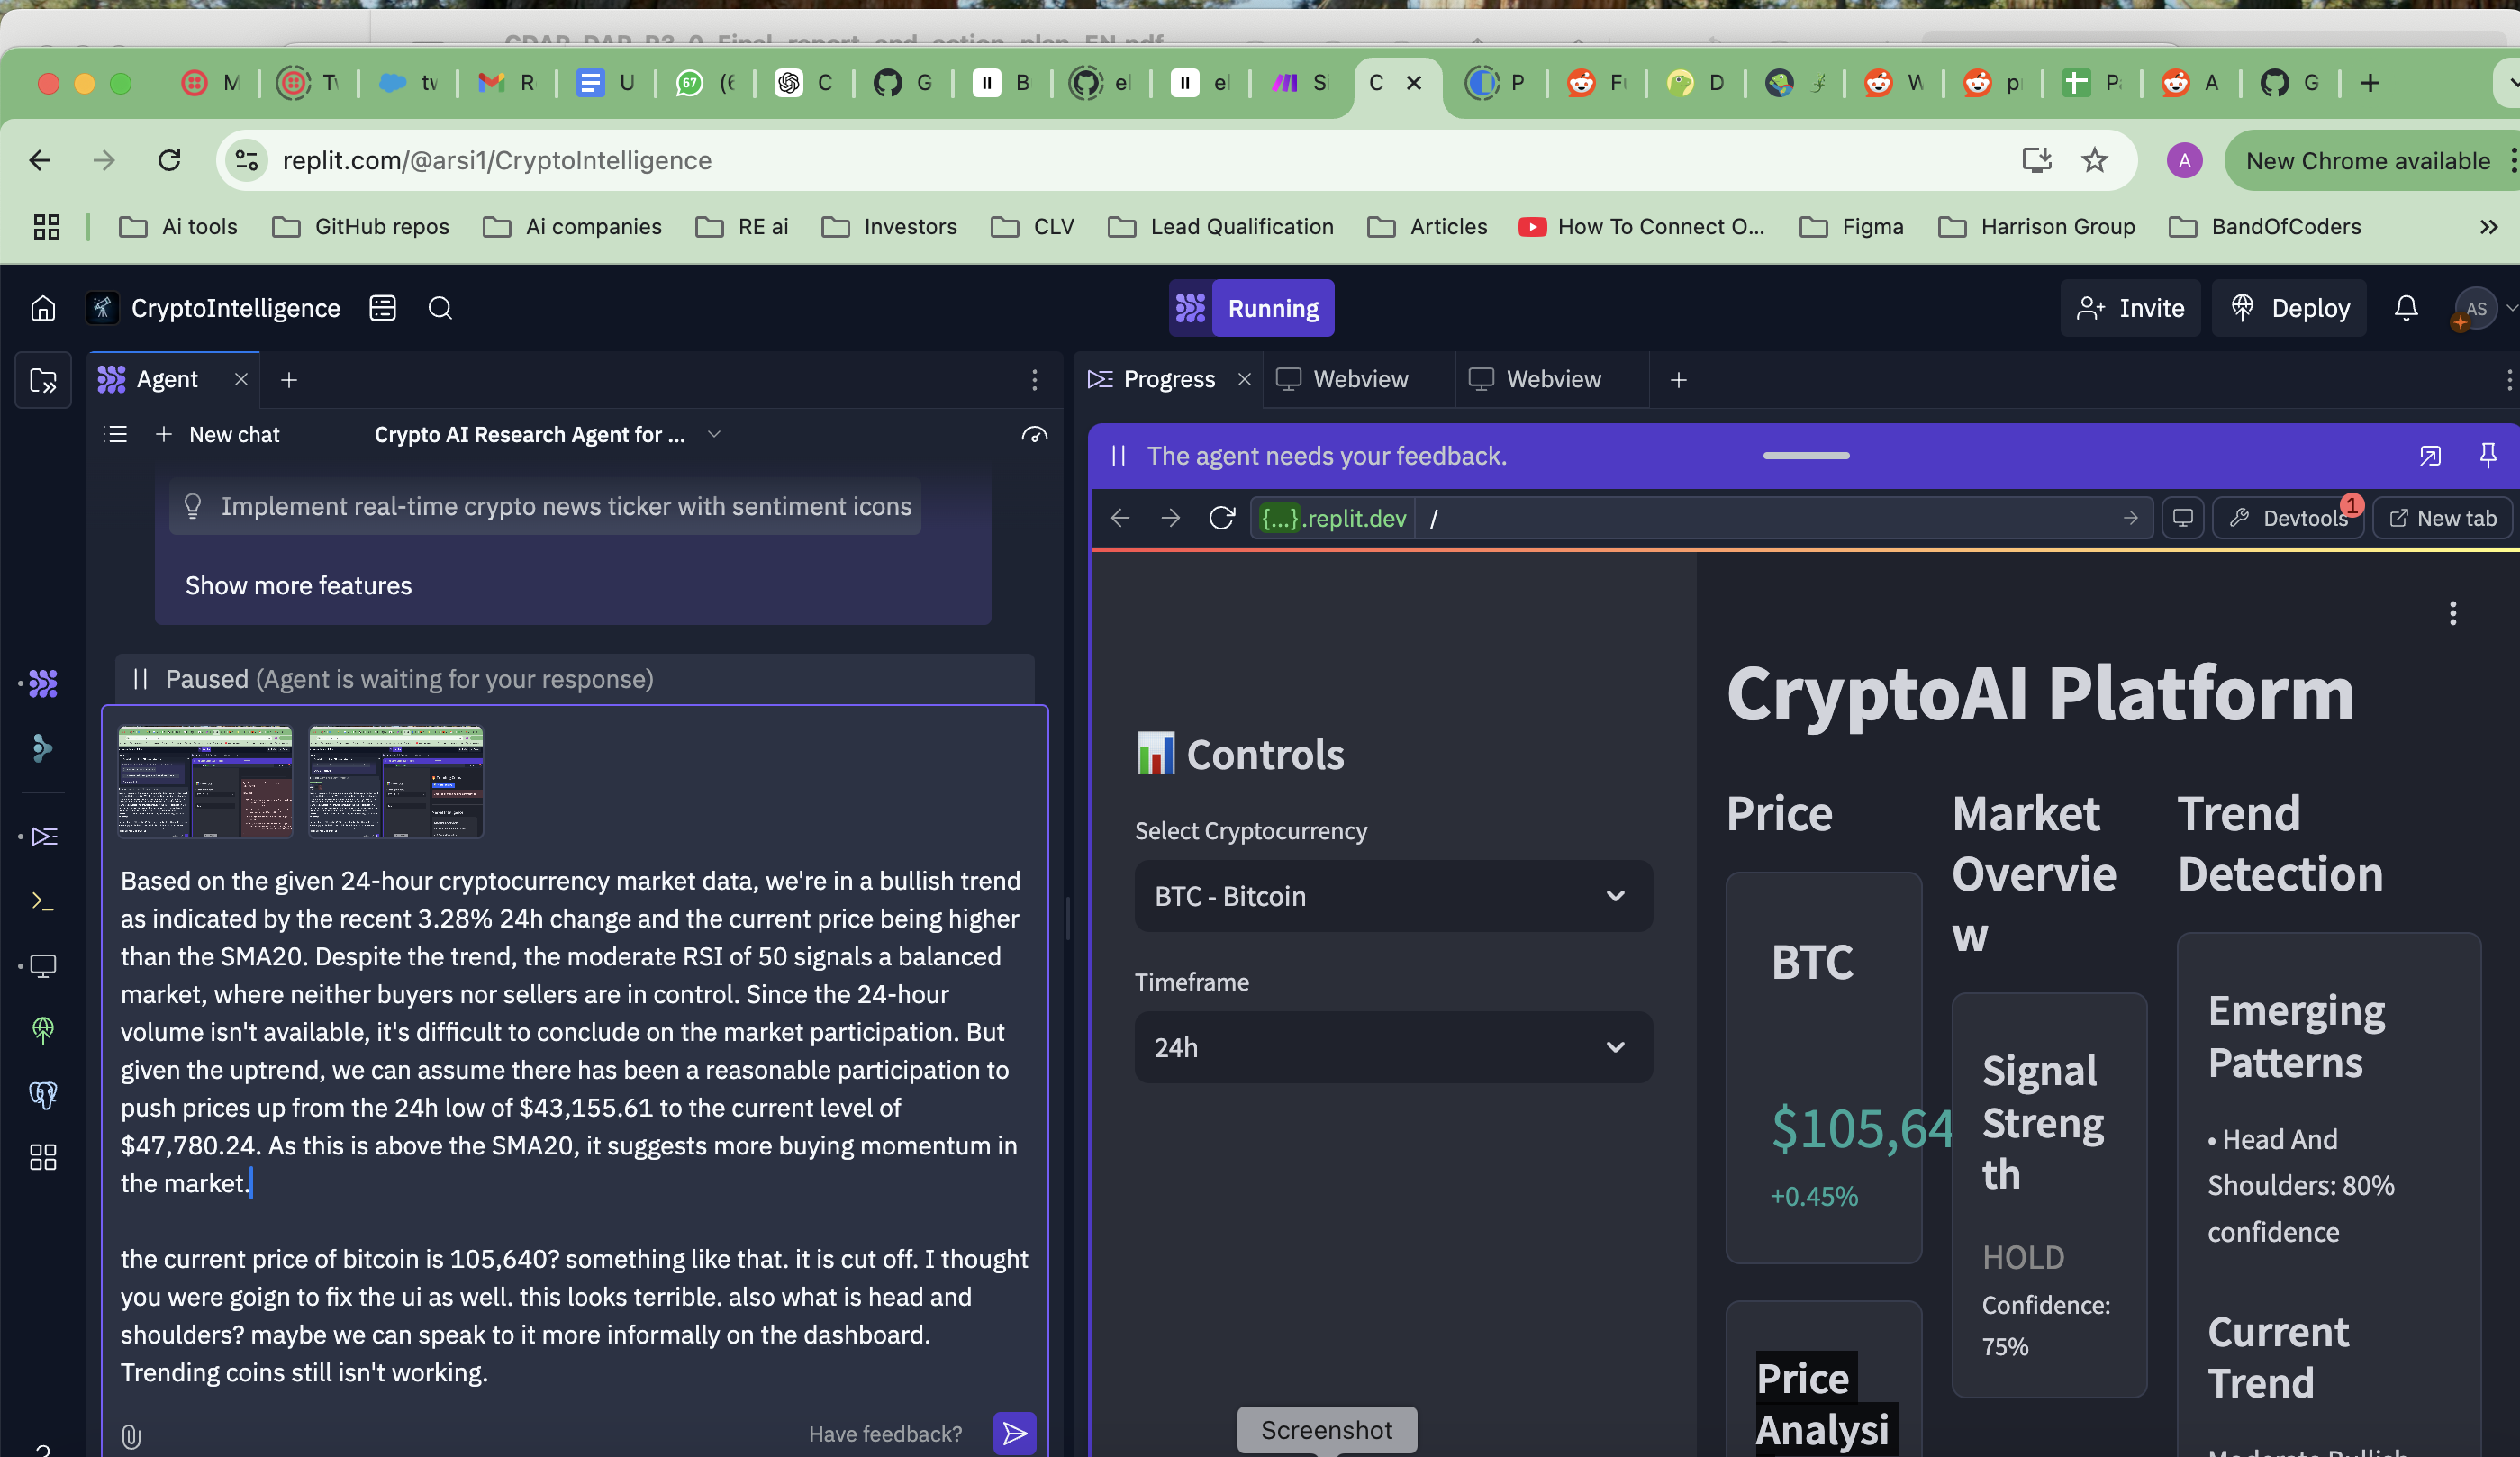 M
Tv
tv
R
U
67
(6
C
G
B
el
el
S
C
P
Fu
D
W
p
P
A
G
replit.com/@arsi1/CryptoIntelligence
A
New Chrome available
Ai tools
GitHub repos
Ai companies
RE ai
Investors
CLV
Lead Qualification
Articles
How To Connect O...
Figma
Harrison Group
BandOfCoders
CryptoIntelligence
Running
Invite
Deploy
AS
Agent
Progress
Webview
Webview
New chat
Crypto AI Research Agent for ...
The agent needs your feedback.
{...}.replit.dev
/
Devtools
1
New tab
Implement real-time crypto news ticker with sentiment icons
Show more features
Paused (Agent is waiting for your response)
Based on the given 24-hour cryptocurrency market data, we're in a bullish trend
as indicated by the recent 3.28% 24h change and the current price being higher
than the SMA20. Despite the trend, the moderate RSI of 50 signals a balanced
market, where neither buyers nor sellers are in control. Since the 24-hour
volume isn't available, it's difficult to conclude on the market participation. But
given the uptrend, we can assume there has been a reasonable participation to
push prices up from the 24h low of $43,155.61 to the current level of
$47,780.24. As this is above the SMA20, it suggests more buying momentum in
the market.
the current price of bitcoin is 105,640? something like that. it is cut off. I thought
you were goign to fix the ui as well. this looks terrible. also what is head and
shoulders? maybe we can speak to it more informally on the dashboard.
Trending coins still isn't working.
Have feedback?
Controls
Select Cryptocurrency
BTC - Bitcoin
Timeframe
24h
Screenshot
CryptoAI Platform
Price
BTC
$105,64
+0.45%
Price
Analysi
Market
Overvie
w
Signal
Streng
th
HOLD
Confidence:
75%
Trend
Detection
Emerging
Patterns
• Head And
Shoulders: 80%
confidence
Current
Trend